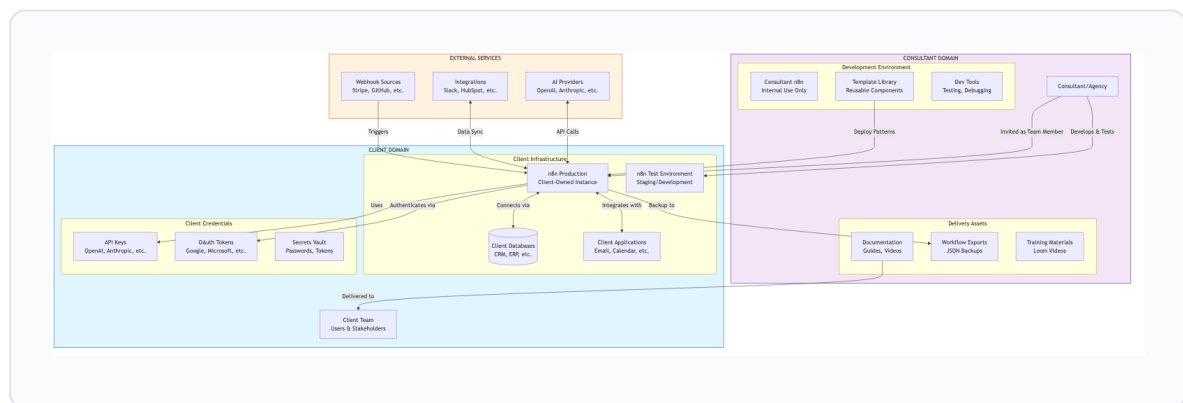 EXTERNAL SERVICES
Webhook Sources
Stripe, GitHub, etc.
Integrations
Slack, HubSpot, etc.
AI Providers
OpenAI, Anthropic, etc.
CONSULTANT DOMAIN
Development Environment
Consultant n8n
Internal Use Only
Template Library
Reusable Components
Dev Tools
Testing, Debugging
Consultant/Agency
Triggers
Data Sync
API Calls
Deploy Patterns
Invited as Team Member
Develops & Tests
CLIENT DOMAIN
Client Infrastructure
n8n Production
Client-Owned Instance
n8n Test Environment
Staging/Development
Uses
Authenticates via
Connects via
Integrates with
Backup to
Client Credentials
API Keys
OpenAI, Anthropic, etc.
OAuth Tokens
Google, Microsoft, etc.
Secrets Vault
Passwords, Tokens
Client Databases
CRM, ERP, etc.
Client Applications
Email, Calendar, etc.
Delivery Assets
Documentation
Guides, Videos
Workflow Exports
JSON Backups
Training Materials
Loom Videos
Delivered to
Client Team
Users & Stakeholders